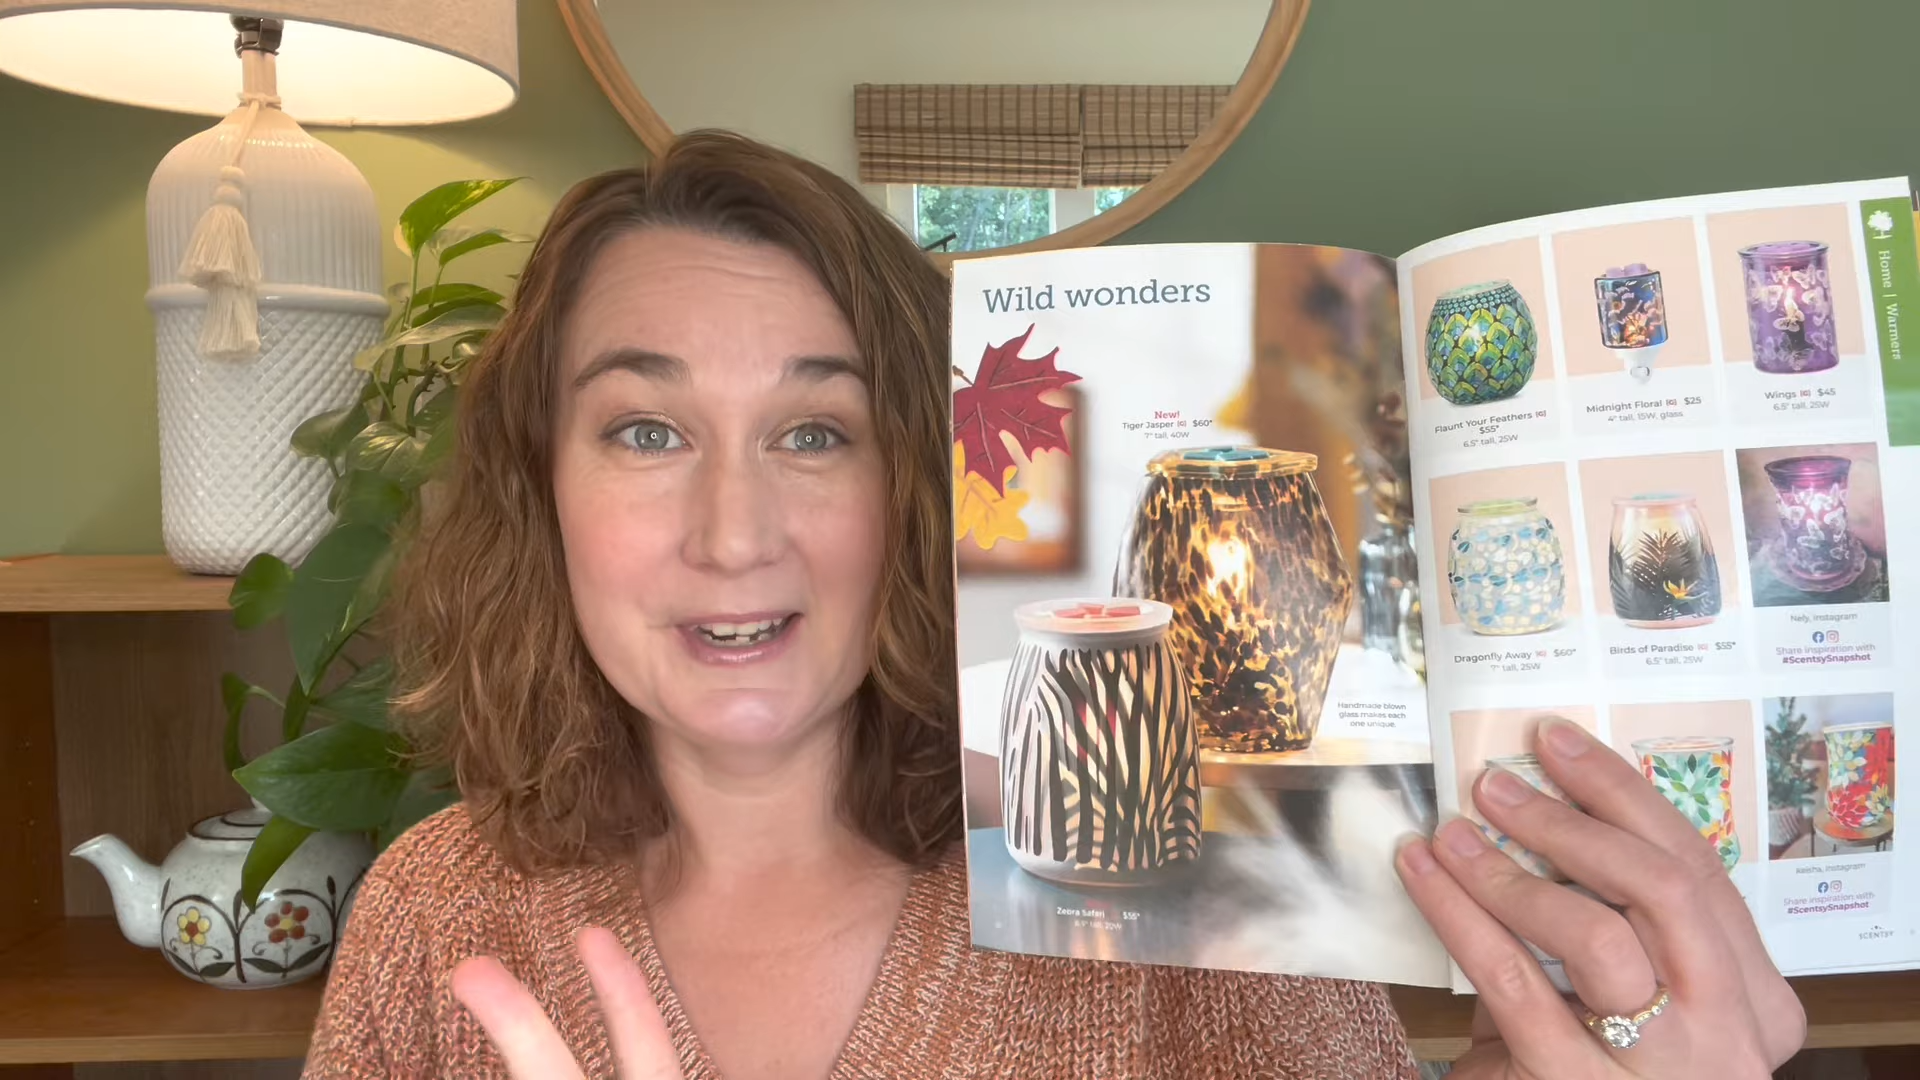 Wild wonders
New!
Tiger Jasper $60*
7" tall, 40W
Handmade blown
glass makes each
one unique.
Zebra Safari $55*
Flaunt Your Feathers
$55*
6.5" tall, 25W
Midnight Floral $25
4" tall, 15W, glass
Wings $45
6.5" tall, 25W
Dragonfly Away $60*
7" tall, 25W
Birds of Paradise $55*
6.5" tall, 25W
Nely, Instagram
Share inspiration with
#ScentsySnapshot
Keisha, Instagram
Share inspiration with
#ScentsySnapshot
SCENTSY
Home | Warmers